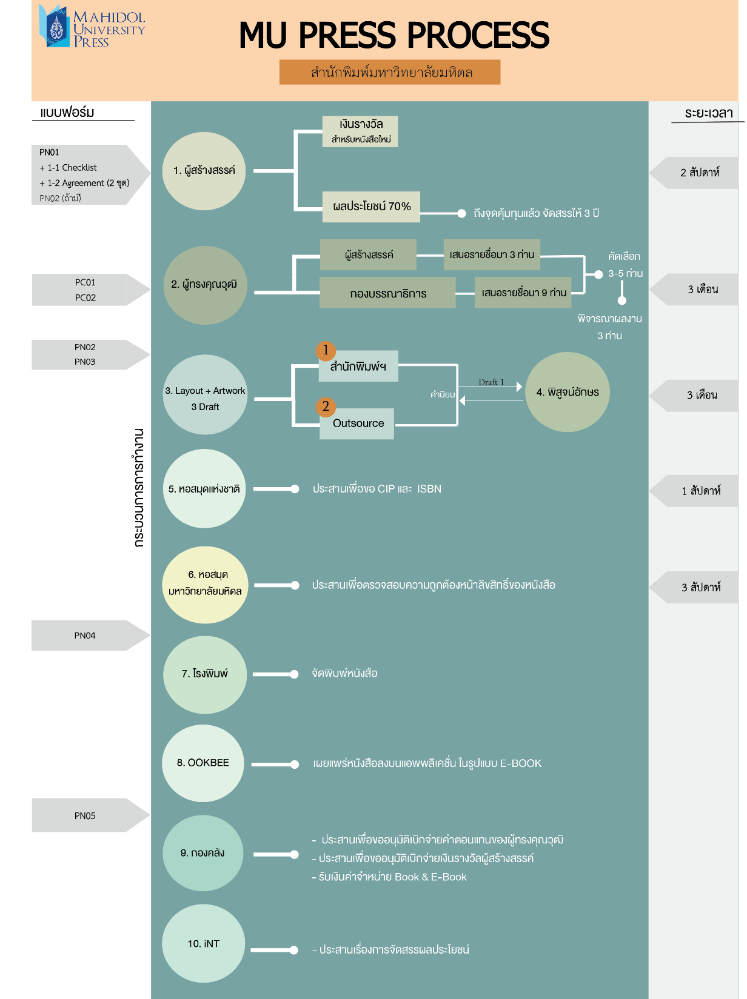 MAHIDOL
UNIVERSITY
PRESS
MU PRESS PROCESS
สำนักพิมพ์มหาวิทยาลัยมหิดล
แบบฟอร์ม
ระยะเวลา
PN01
+ 1-1 Checklist
+ 1-2 Agreement (2 ชุด)
PN02 (ถ้ามี)
1. ผู้สร้างสรรค์
เงินรางวัล
สำหรับหนังสือใหม่
ผลประโยชน์ 70%
ถึงจุดคุ้มทุนแล้ว จัดสรรให้ 3 ปี
2 สัปดาห์
PC01
PC02
2. ผู้ทรงคุณวุฒิ
ผู้สร้างสรรค์
เสนอรายชื่อมา 3 ท่าน
กองบรรณาธิการ
เสนอรายชื่อมา 9 ท่าน
คัดเลือก
3-5 ท่าน
พิจารณาผลงาน
3 ท่าน
3 เดือน
PN02
PN03
3. Layout + Artwork
3 Draft
1
สำนักพิมพ์ฯ
2
Outsource
คำนิยม
Draft 1
4. พิสูจน์อักษร
3 เดือน
กระบวนการการทำงาน
5. หอสมุดแห่งชาติ
ประสานเพื่อขอ CIP และ ISBN
1 สัปดาห์
6. หอสมุด
มหาวิทยาลัยมหิดล
ประสานเพื่อตรวจสอบความถูกต้องหน้าลิขสิทธิ์ของหนังสือ
3 สัปดาห์
PN04
7. โรงพิมพ์
จัดพิมพ์หนังสือ
8. OOKBEE
เผยแพร่หนังสือลงบนแอพพลิเคชั่น ในรูปแบบ E-BOOK
PN05
9. กองคลัง
- ประสานเพื่อขออนุมัติเบิกจ่ายค่าตอบแทนของผู้ทรงคุณวุฒิ
- ประสานเพื่อขออนุมัติเบิกจ่ายเงินรางวัลผู้สร้างสรรค์
- รับเงินค่าจำหน่าย Book & E-Book
10. iNT
- ประสานเรื่องการจัดสรรผลประโยชน์